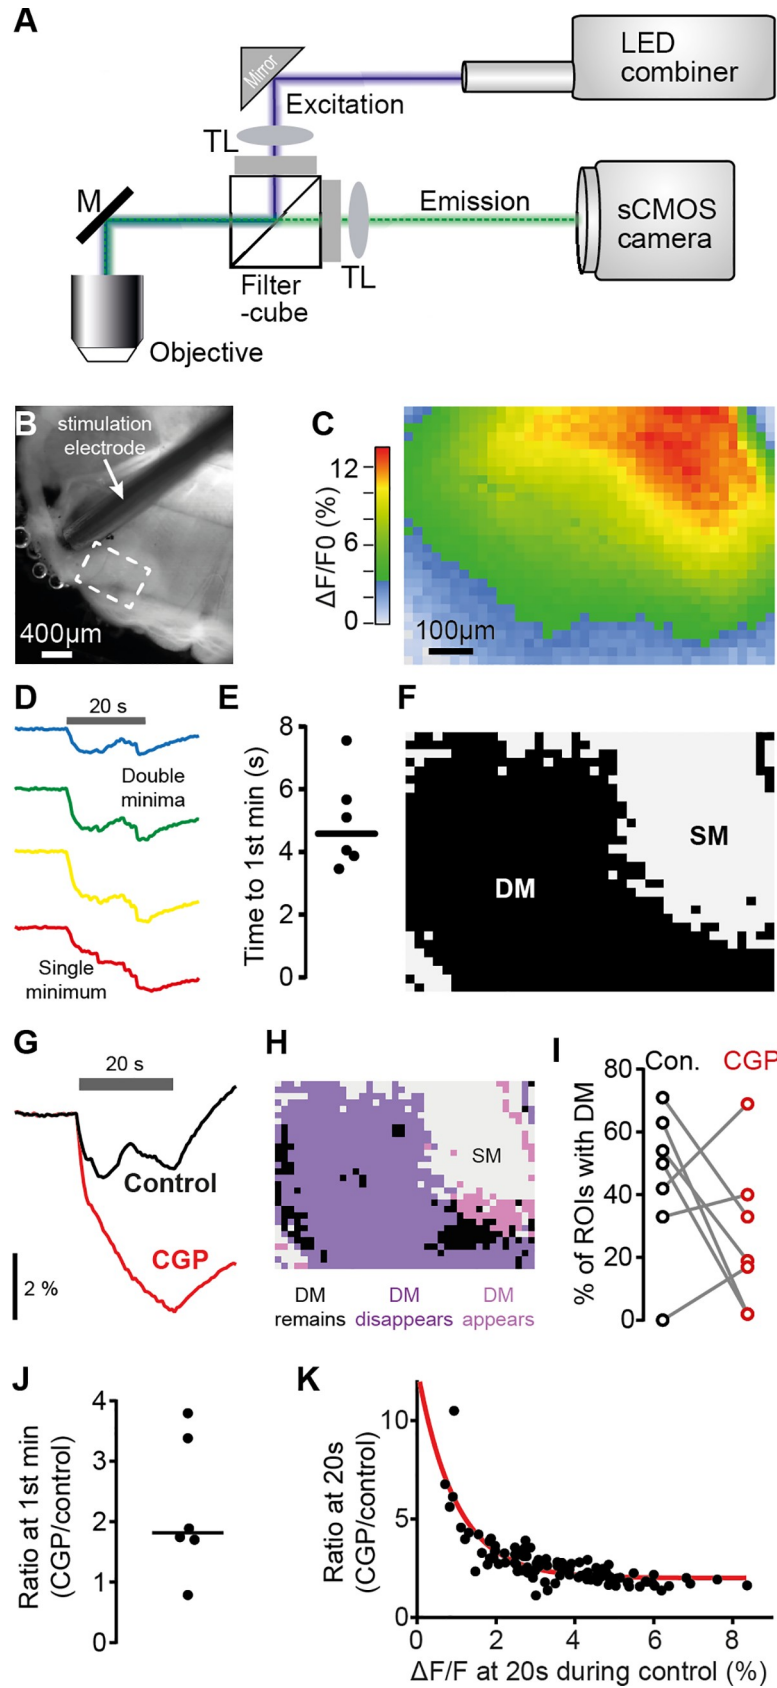 A
LED
combiner
Mirror
Excitation
TL
M
Emission
sCMOS
camera
TL
Filter
-cube
Objective
B
stimulation
electrode
400µm
C
ΔF/F0 (%)
12
6
0
100µm
D
20 s
Double
minima
Single
minimum
E
Time to 1st min (s)
8
6
4
2
0
F
SM
DM
G
20 s
Control
CGP
2 %
H
SM
DM
remains
DM
disappears
DM
appears
I
Con.
CGP
% of ROIs with DM
80
60
40
20
0
J
Ratio at 1st min
(CGP/control)
4
3
2
1
0
K
Ratio at 20s
(CGP/control)
10
5
0
0
2
4
6
8
ΔF/F at 20s during control (%)